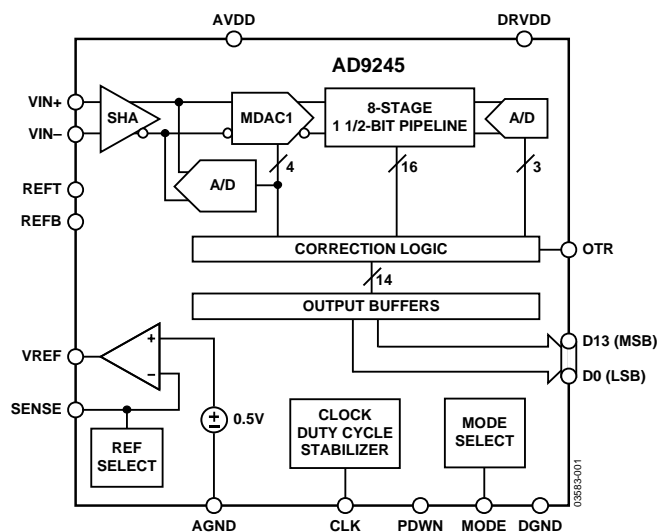 AVDD
DRVDD
AD9245
VIN+
VIN–
SHA
MDAC1
8-STAGE
1 1/2-BIT PIPELINE
A/D
A/D
4
16
3
REFT
REFB
CORRECTION LOGIC
OTR
14
OUTPUT BUFFERS
D13 (MSB)
D0 (LSB)
VREF
+
–
SENSE
REF
SELECT
±
0.5V
CLOCK
DUTY CYCLE
STABILIZER
MODE
SELECT
03583-001
AGND
CLK
PDWN
MODE
DGND